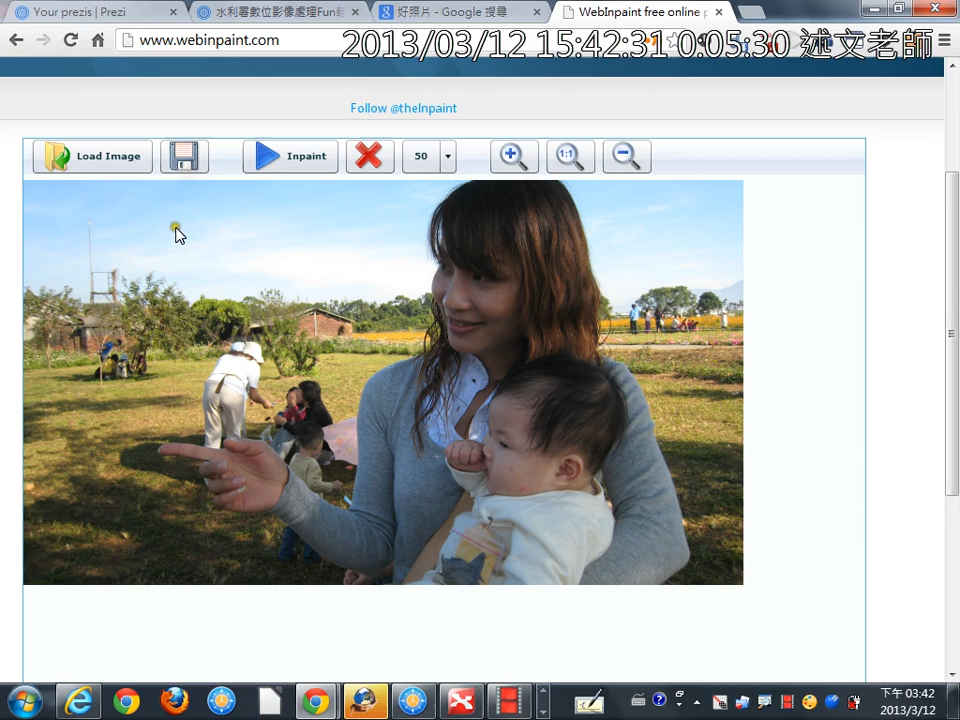 Your prezis | Prezi
水利署數位影像處理Fun
好照片 - Google 搜尋
WebInpaint free online
www.webinpaint.com
2013/03/12 15:42:31 0:05:30 述文老師
Follow @theInpaint
Load Image
Inpaint
50
1:1
下午 03:42
2013/3/12